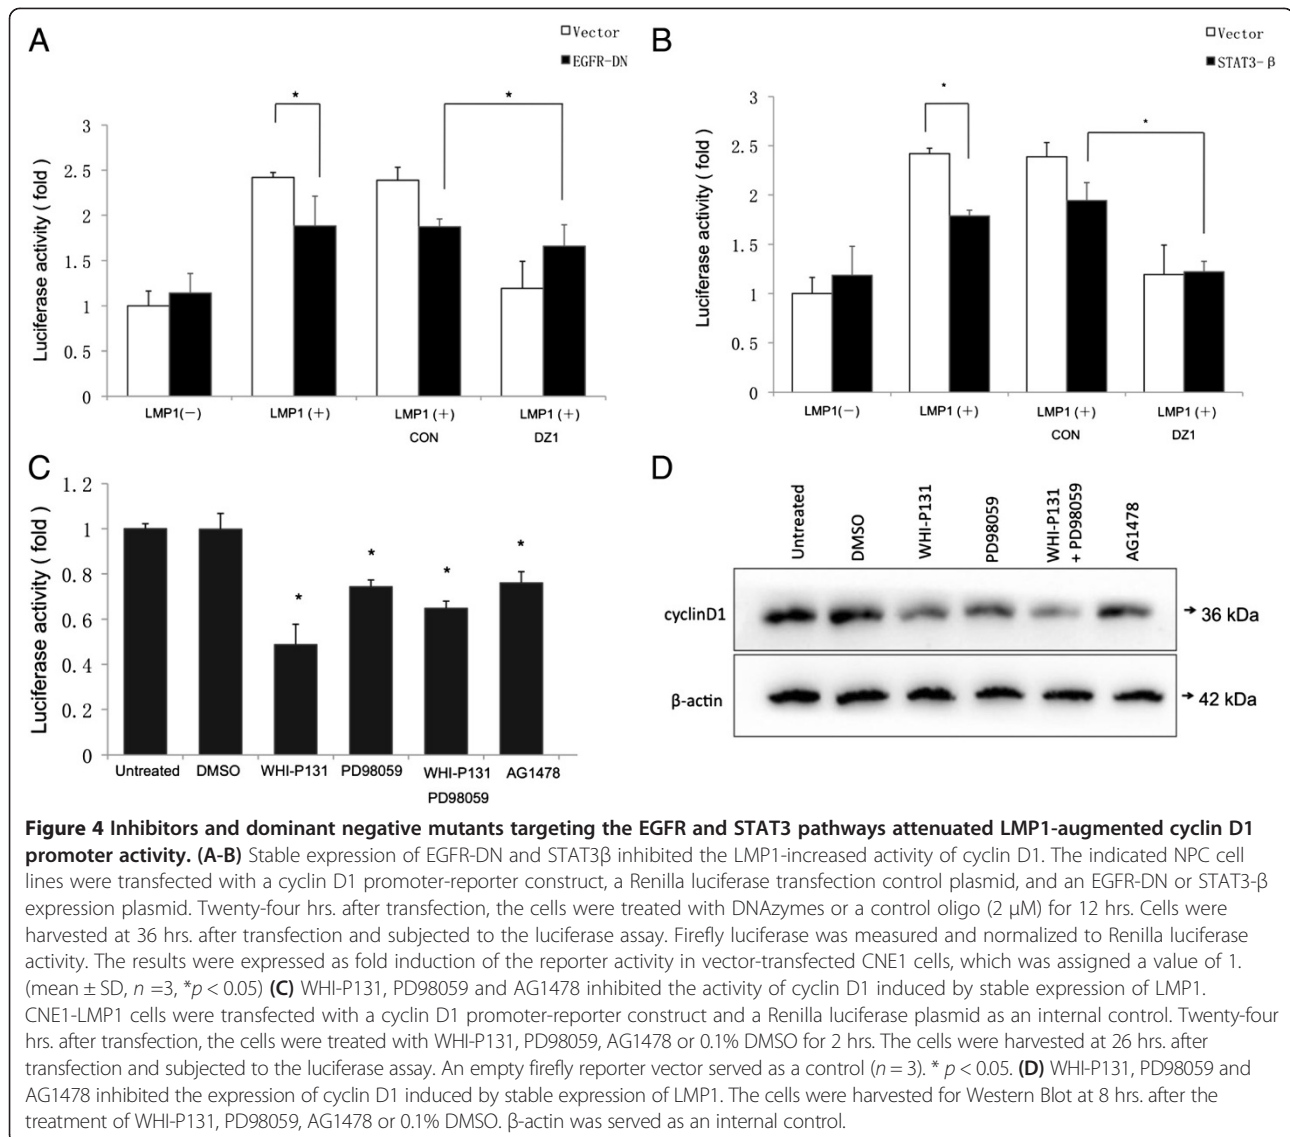 A
□Vector
■EGFR-DN
Luciferase activity ( fold )
3
2.5
2
1.5
1
0.5
0
*
*
LMP1(−)
LMP1 (+)
LMP1 (+)
CON
LMP1 (+)
DZ1
B
□Vector
■STAT3-β
Luciferase activity ( fold )
3
2.5
2
1.5
1
0.5
0
*
*
LMP1(−)
LMP1 (+)
LMP1 (+)
CON
LMP1 (+)
DZ1
C
Luciferase activity ( fold )
1.2
1
0.8
0.6
0.4
0.2
0
*
*
*
*
Untreated
DMSO
WHI-P131
PD98059
WHI-P131
PD98059
AG1478
D
Untreated
DMSO
WHI-P131
PD98059
WHI-P131
+ PD98059
AG1478
cyclinD1
→ 36 kDa
β-actin
→ 42 kDa
Figure 4 Inhibitors and dominant negative mutants targeting the EGFR and STAT3 pathways attenuated LMP1-augmented cyclin D1
promoter activity. (A-B) Stable expression of EGFR-DN and STAT3β inhibited the LMP1-increased activity of cyclin D1. The indicated NPC cell
lines were transfected with a cyclin D1 promoter-reporter construct, a Renilla luciferase transfection control plasmid, and an EGFR-DN or STAT3-β
expression plasmid. Twenty-four hrs. after transfection, the cells were treated with DNAzymes or a control oligo (2 μM) for 12 hrs. Cells were
harvested at 36 hrs. after transfection and subjected to the luciferase assay. Firefly luciferase was measured and normalized to Renilla luciferase
activity. The results were expressed as fold induction of the reporter activity in vector-transfected CNE1 cells, which was assigned a value of 1.
(mean ± SD, n =3, *p < 0.05) (C) WHI-P131, PD98059 and AG1478 inhibited the activity of cyclin D1 induced by stable expression of LMP1.
CNE1-LMP1 cells were transfected with a cyclin D1 promoter-reporter construct and a Renilla luciferase plasmid as an internal control. Twenty-four
hrs. after transfection, the cells were treated with WHI-P131, PD98059, AG1478 or 0.1% DMSO for 2 hrs. The cells were harvested at 26 hrs. after
transfection and subjected to the luciferase assay. An empty firefly reporter vector served as a control (n = 3). * p < 0.05. (D) WHI-P131, PD98059 and
AG1478 inhibited the expression of cyclin D1 induced by stable expression of LMP1. The cells were harvested for Western Blot at 8 hrs. after the
treatment of WHI-P131, PD98059, AG1478 or 0.1% DMSO. β-actin was served as an internal control.